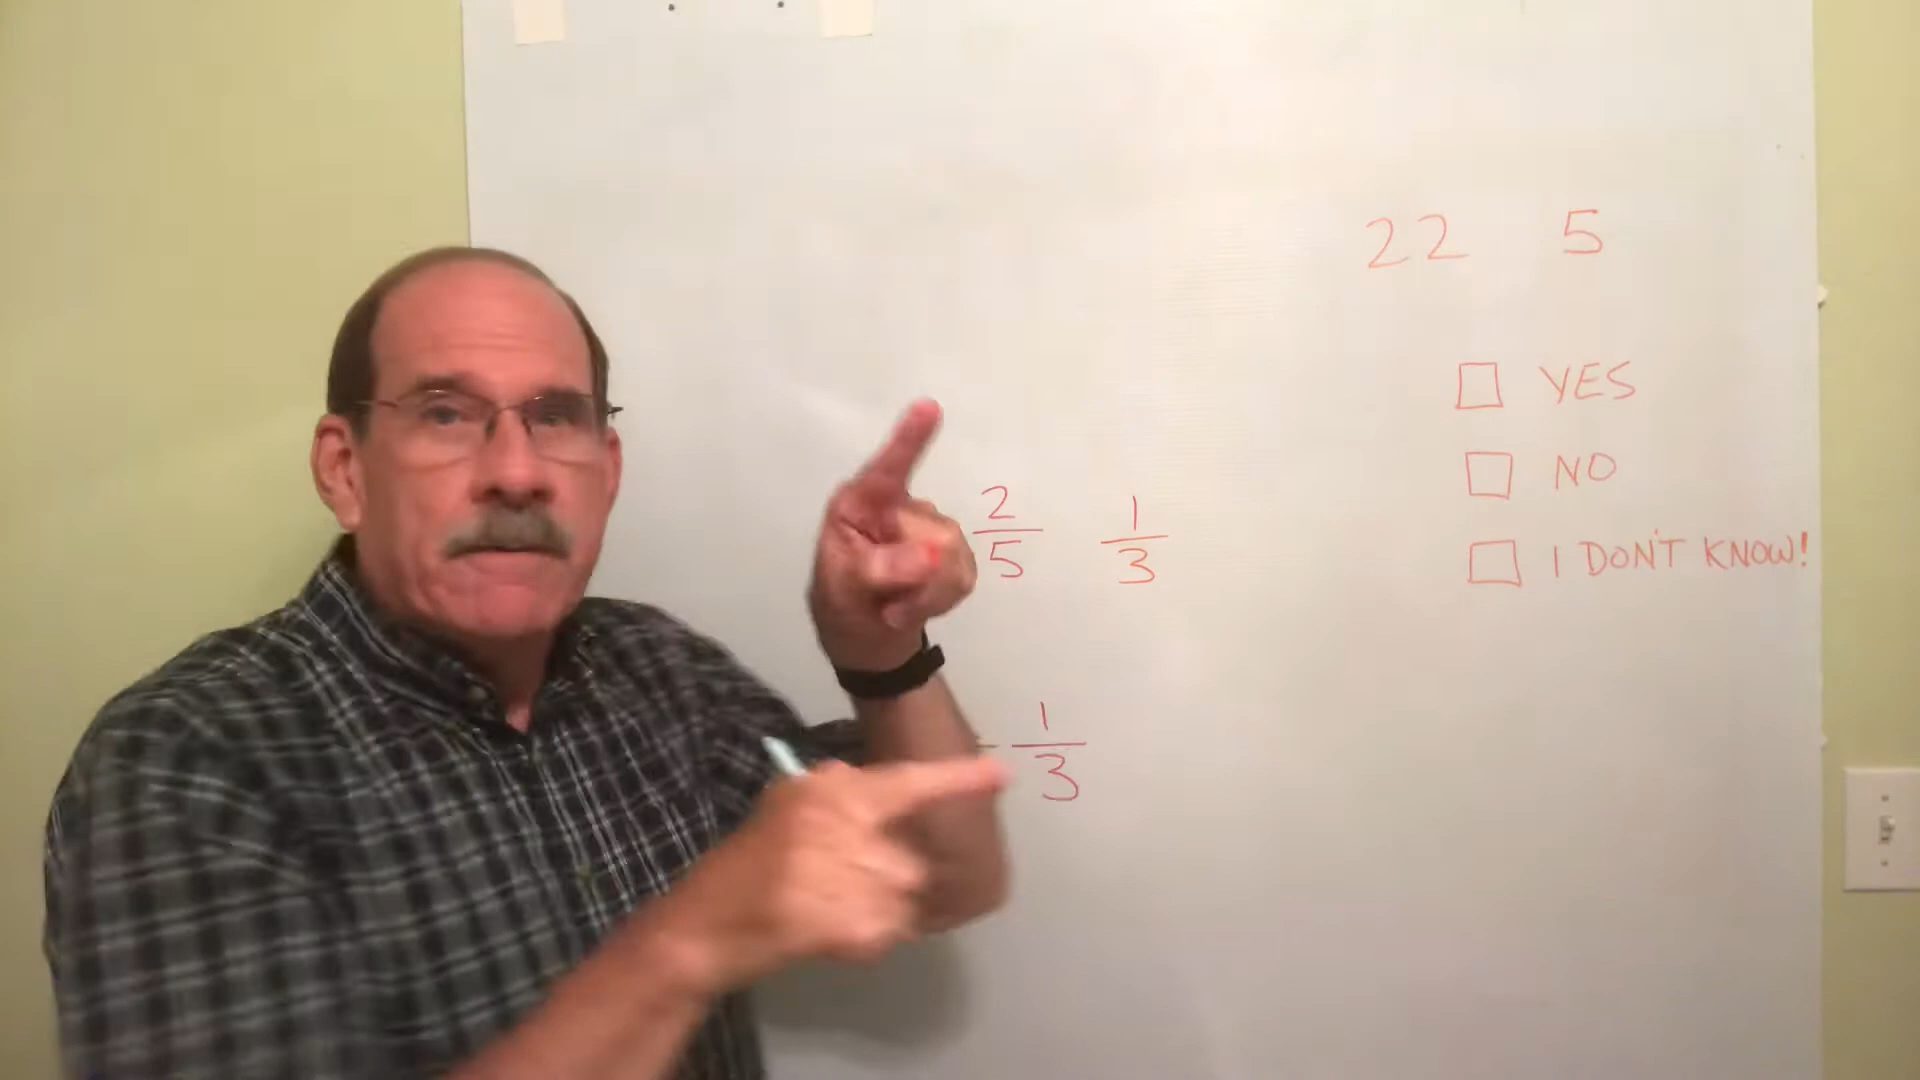 22 5
YES
NO
I DON'T KNOW!
2/5 1/3
1/3